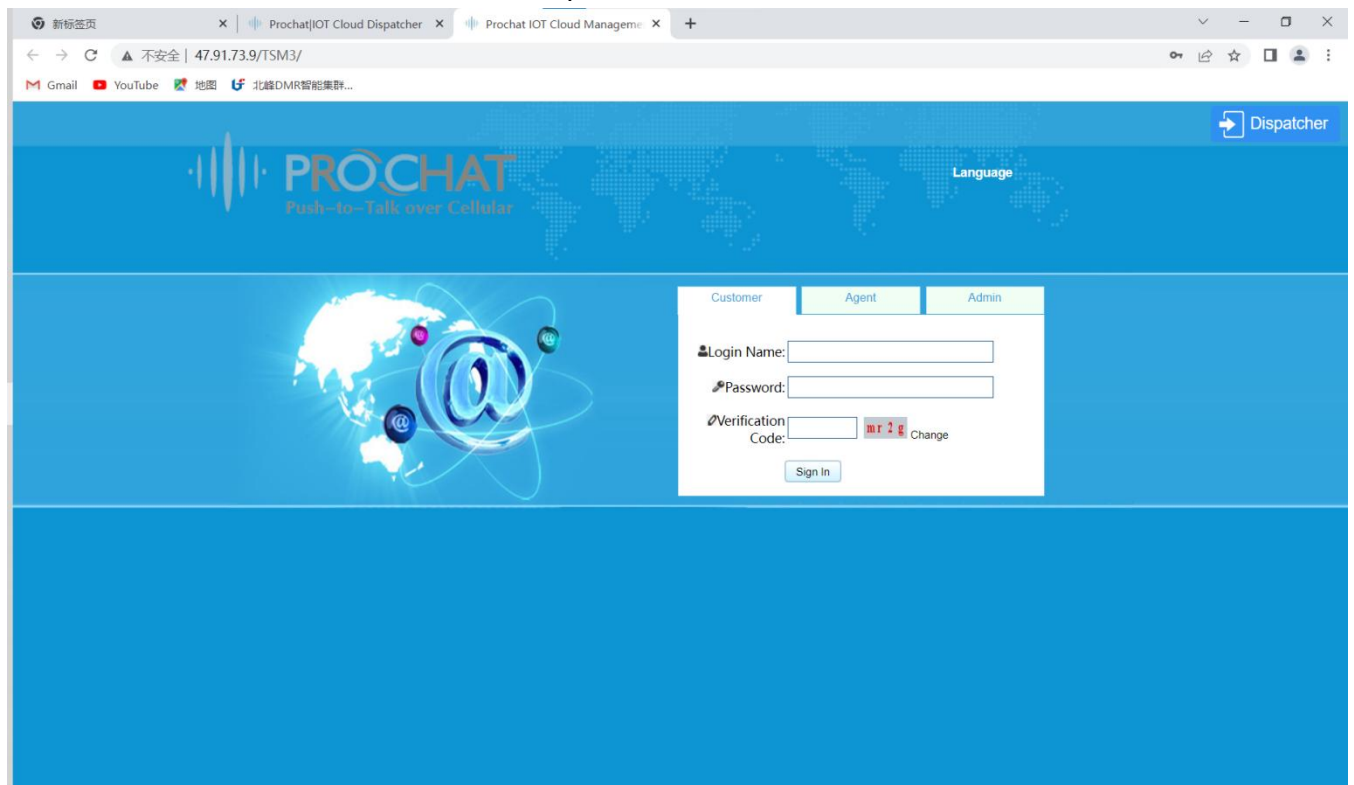 新标签页
Prochat|IOT Cloud Dispatcher
Prochat IOT Cloud Manageme
不安全 | 47.91.73.9/TSM3/
Gmail YouTube 地图 北峰DMR智能集群...
Dispatcher
PROCHAT
Push-to-Talk over Cellular
Language
Customer Agent Admin
Login Name:
Password:
Verification
Code:
mr2g Change
Sign In